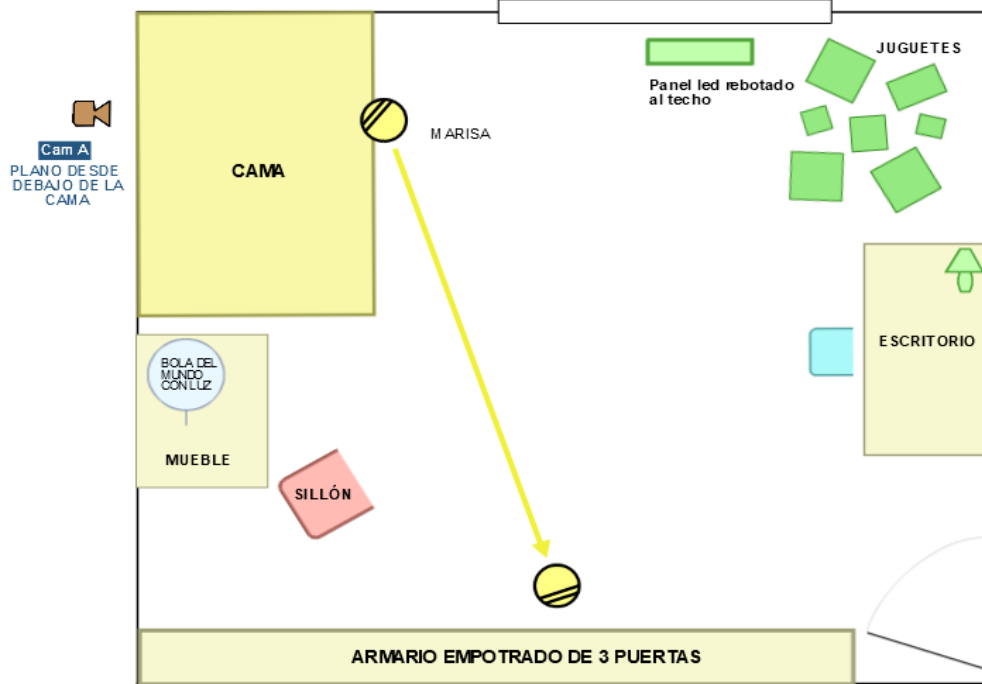 JUGUETES
Panel led rebotado
al techo
MARISA
Cam A
PLANO DESDE
DEBAJO DE LA
CAMA
CAMA
ESCRITORIO
BOLA DEL
MUNDO
CON LUZ
MUEBLE
SILLÓN
ARMARIO EMPOTRADO DE 3 PUERTAS